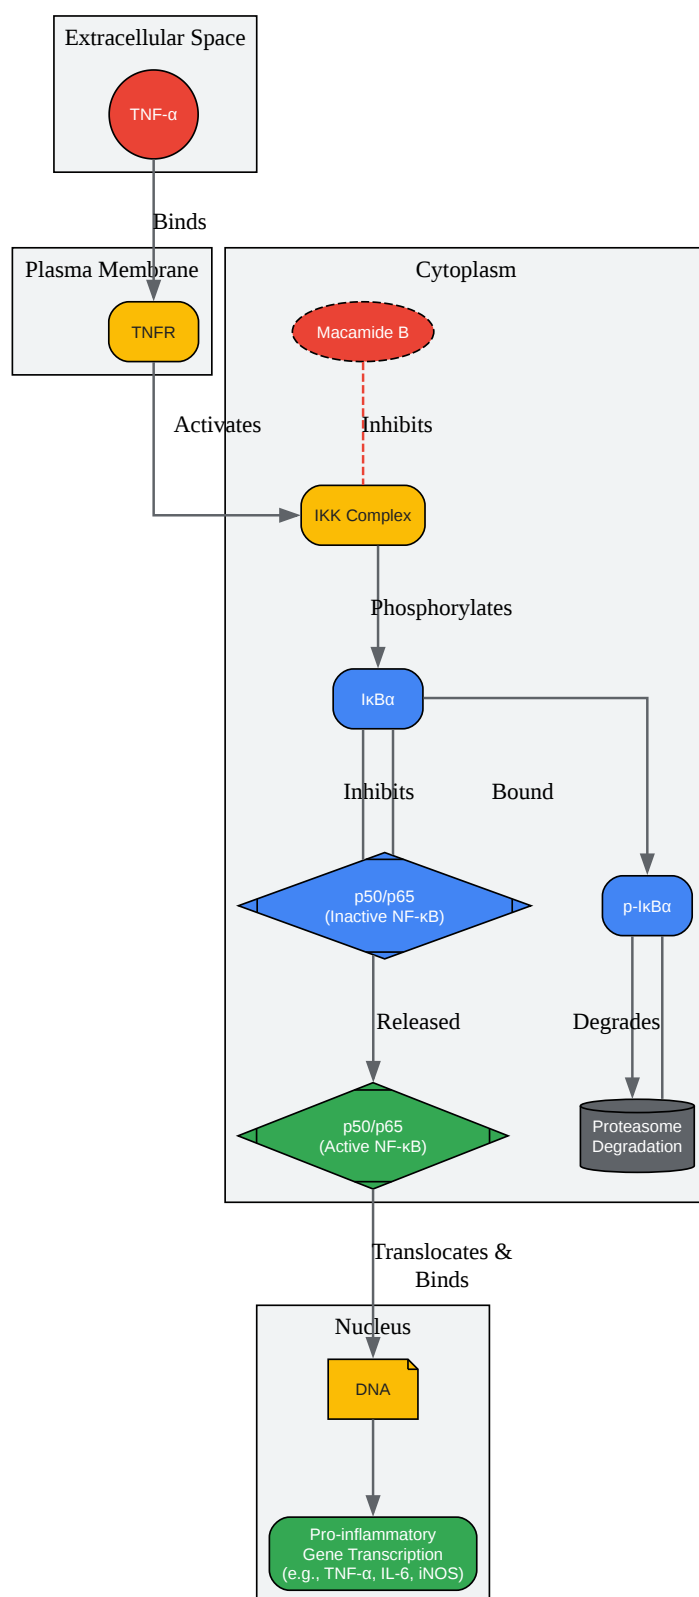 Extracellular Space
TNF-α
Binds
Plasma Membrane
Cytoplasm
TNFR
Macamide B
Activates
Inhibits
IKK Complex
Phosphorylates
IκBα
Inhibits
Bound
p50/p65
(Inactive NF-κB)
p-IκBα
Released
Degrades
p50/p65
(Active NF-κB)
Proteasome
Degradation
Translocates &
Binds
Nucleus
DNA
Pro-inflammatory
Gene Transcription
(e.g., TNF-α, IL-6, iNOS)